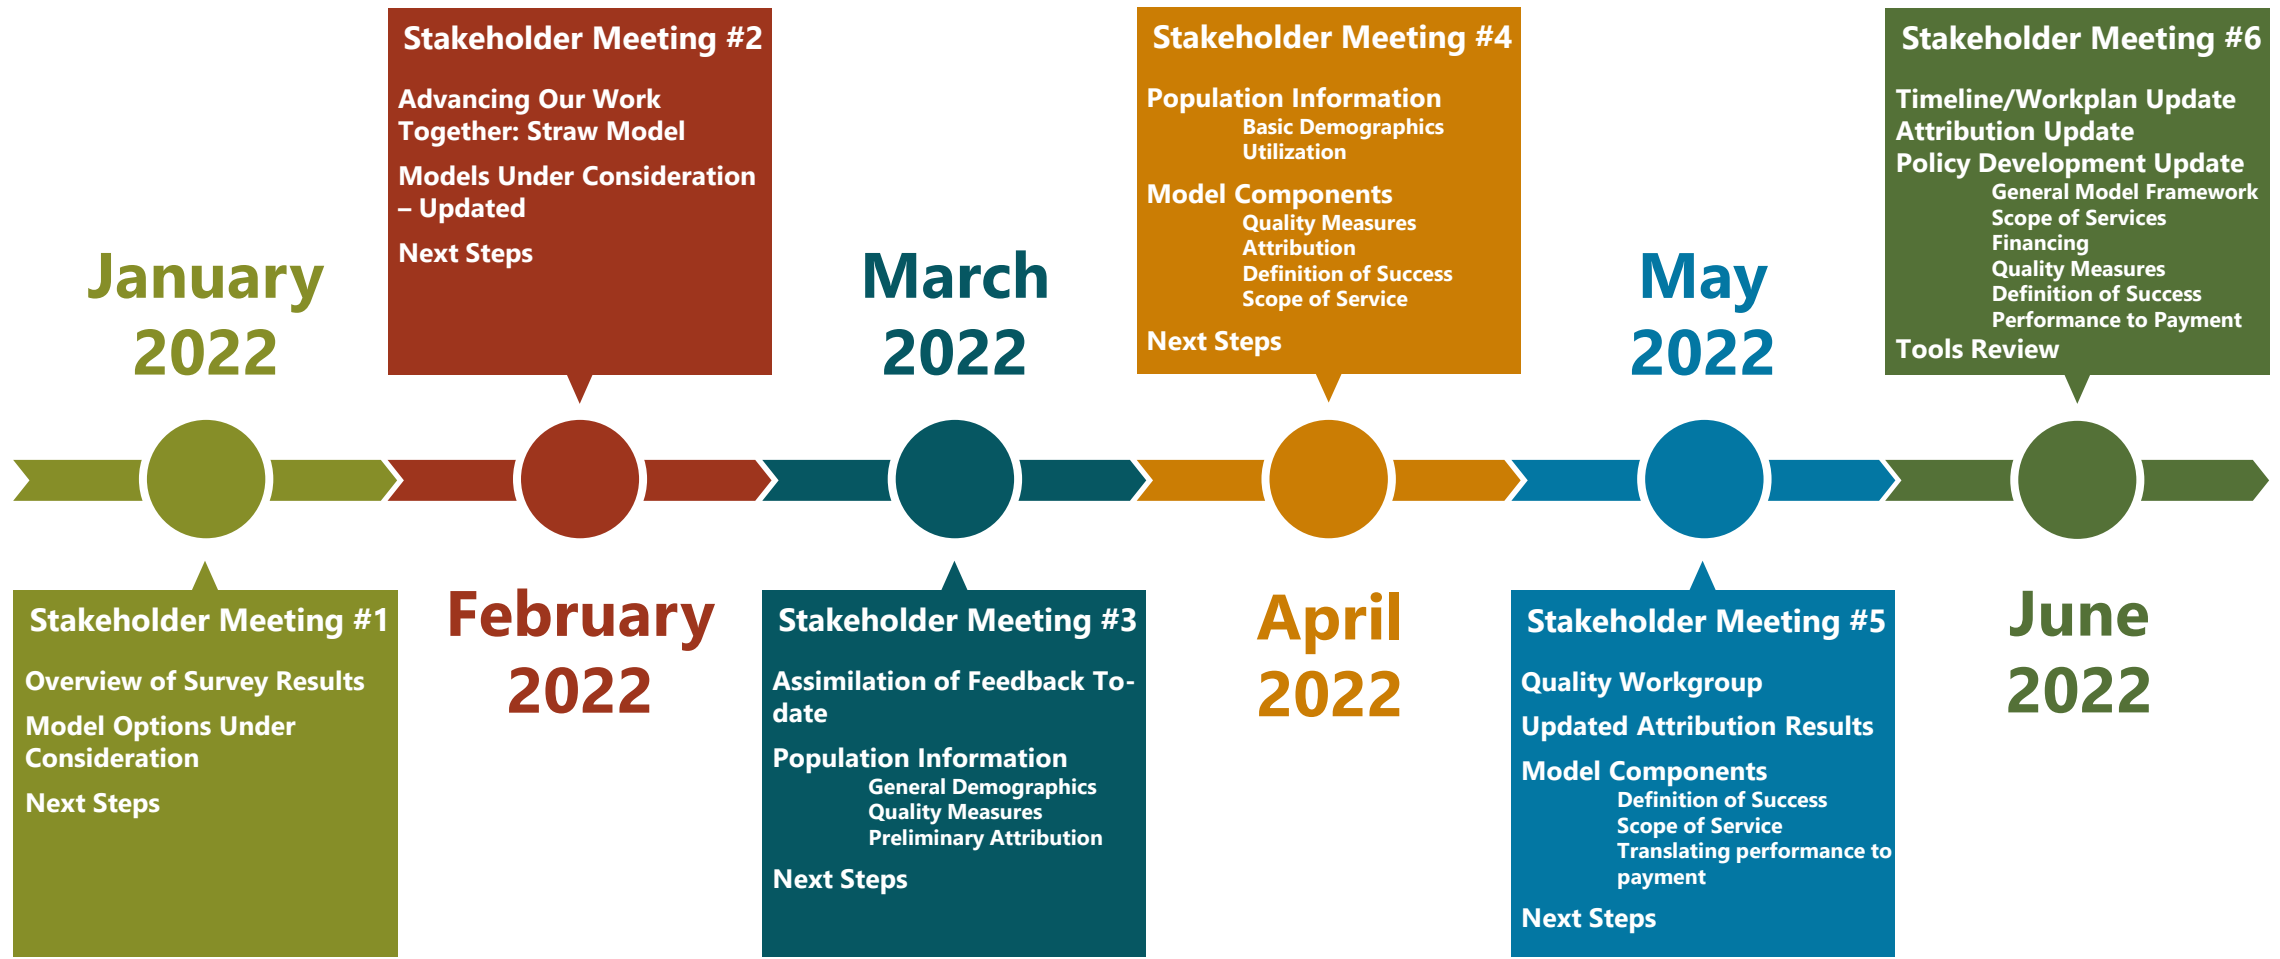 January
2022
Stakeholder Meeting #1
Overview of Survey Results
Model Options Under
Consideration
Next Steps
Stakeholder Meeting #2
Advancing Our Work
Together: Straw Model
Models Under Consideration
– Updated
Next Steps
February
2022
March
2022
Stakeholder Meeting #3
Assimilation of Feedback To-
date
Population Information
General Demographics
Quality Measures
Preliminary Attribution
Next Steps
Stakeholder Meeting #4
Population Information
Basic Demographics
Utilization
Model Components
Quality Measures
Attribution
Definition of Success
Scope of Service
Next Steps
April
2022
May
2022
Stakeholder Meeting #5
Quality Workgroup
Updated Attribution Results
Model Components
Definition of Success
Scope of Service
Translating performance to
payment
Next Steps
Stakeholder Meeting #6
Timeline/Workplan Update
Attribution Update
Policy Development Update
General Model Framework
Scope of Services
Financing
Quality Measures
Definition of Success
Performance to Payment
Tools Review
June
2022